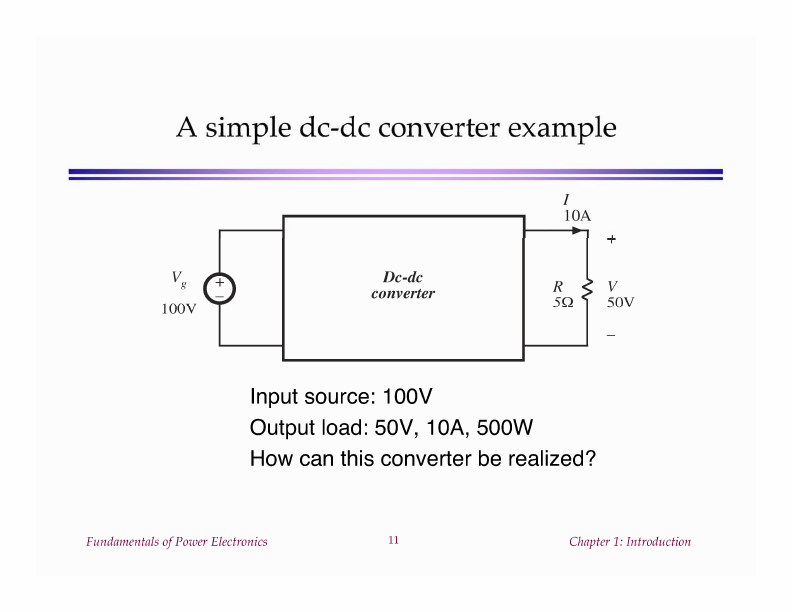 A simple dc-dc converter example
I
10A
+
Vg
100V
+
–
Dc-dc
converter
R
5Ω
V
50V
–
Input source: 100V
Output load: 50V, 10A, 500W
How can this converter be realized?
Fundamentals of Power Electronics
11
Chapter 1: Introduction